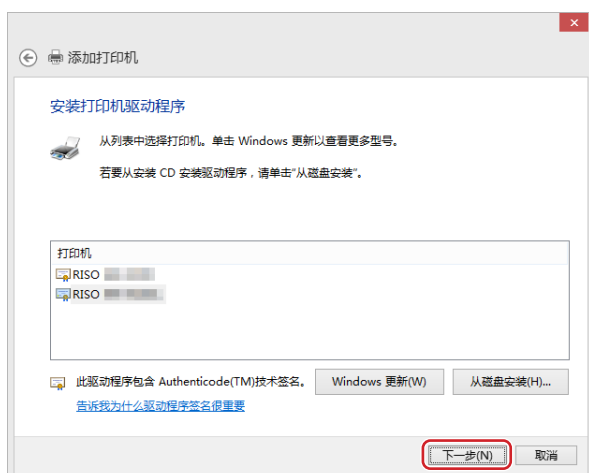 添加打印机
安装打印机驱动程序
从列表中选择打印机。单击 Windows 更新以查看更多型号。
若要从安装 CD 安装驱动程序，请单击“从磁盘安装”。
打印机
RISO
RISO
此驱动程序包含 Authenticode(TM)技术签名。
Windows 更新(W)
从磁盘安装(H)...
告诉我为什么驱动程序签名很重要
下一步(N)
取消